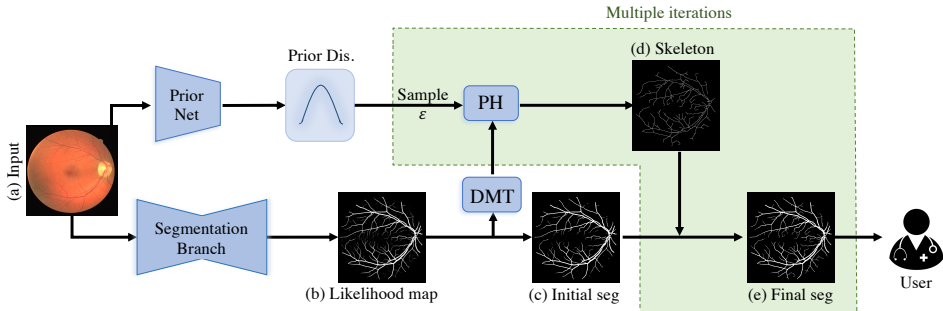 Multiple iterations
Prior Dis.
(d) Skeleton
Prior
Net
Sample
ε
PH
(a) Input
DMT
Segmentation
Branch
(b) Likelihood map
(c) Initial seg
(e) Final seg
User